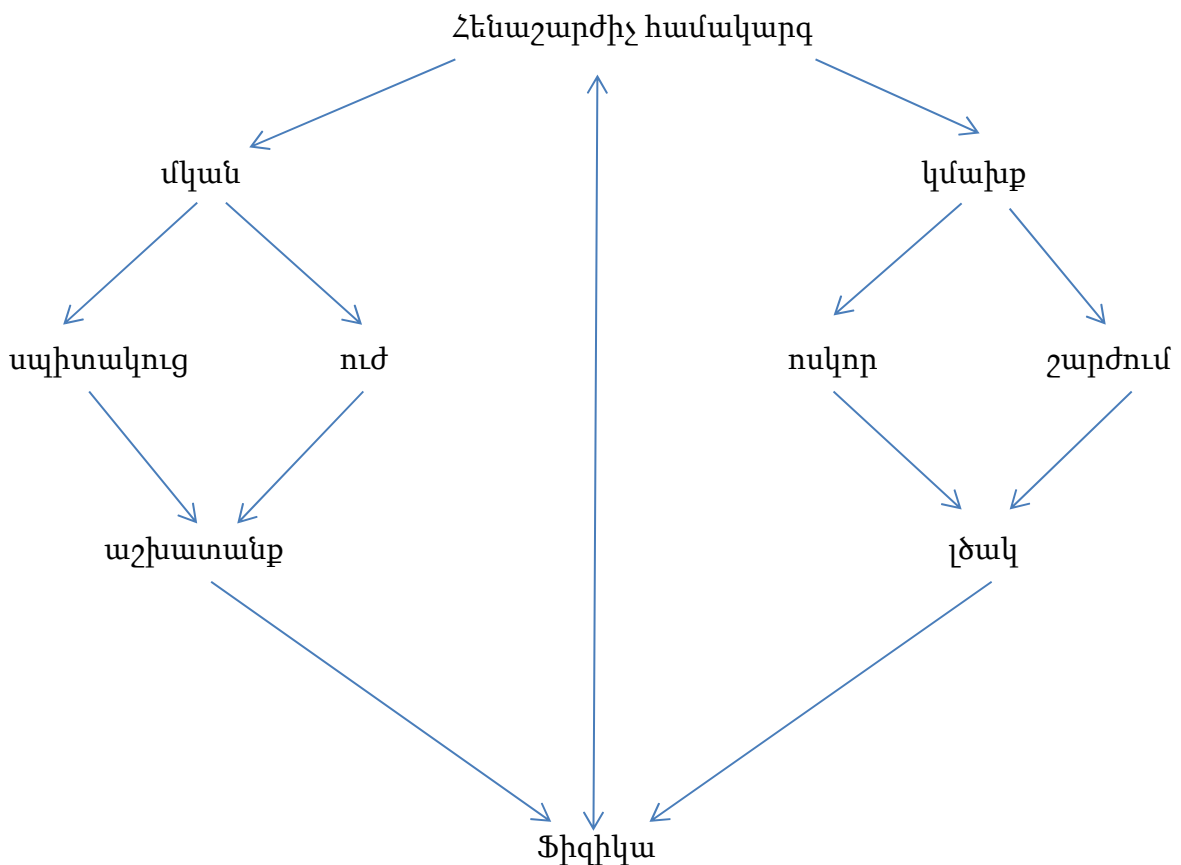 Հենաշարժիչ համակարգ
մկան
կմախք
սպիտակուց
ուժ
ոսկոր
շարժում
աշխատանք
լծակ
Ֆիզիկա